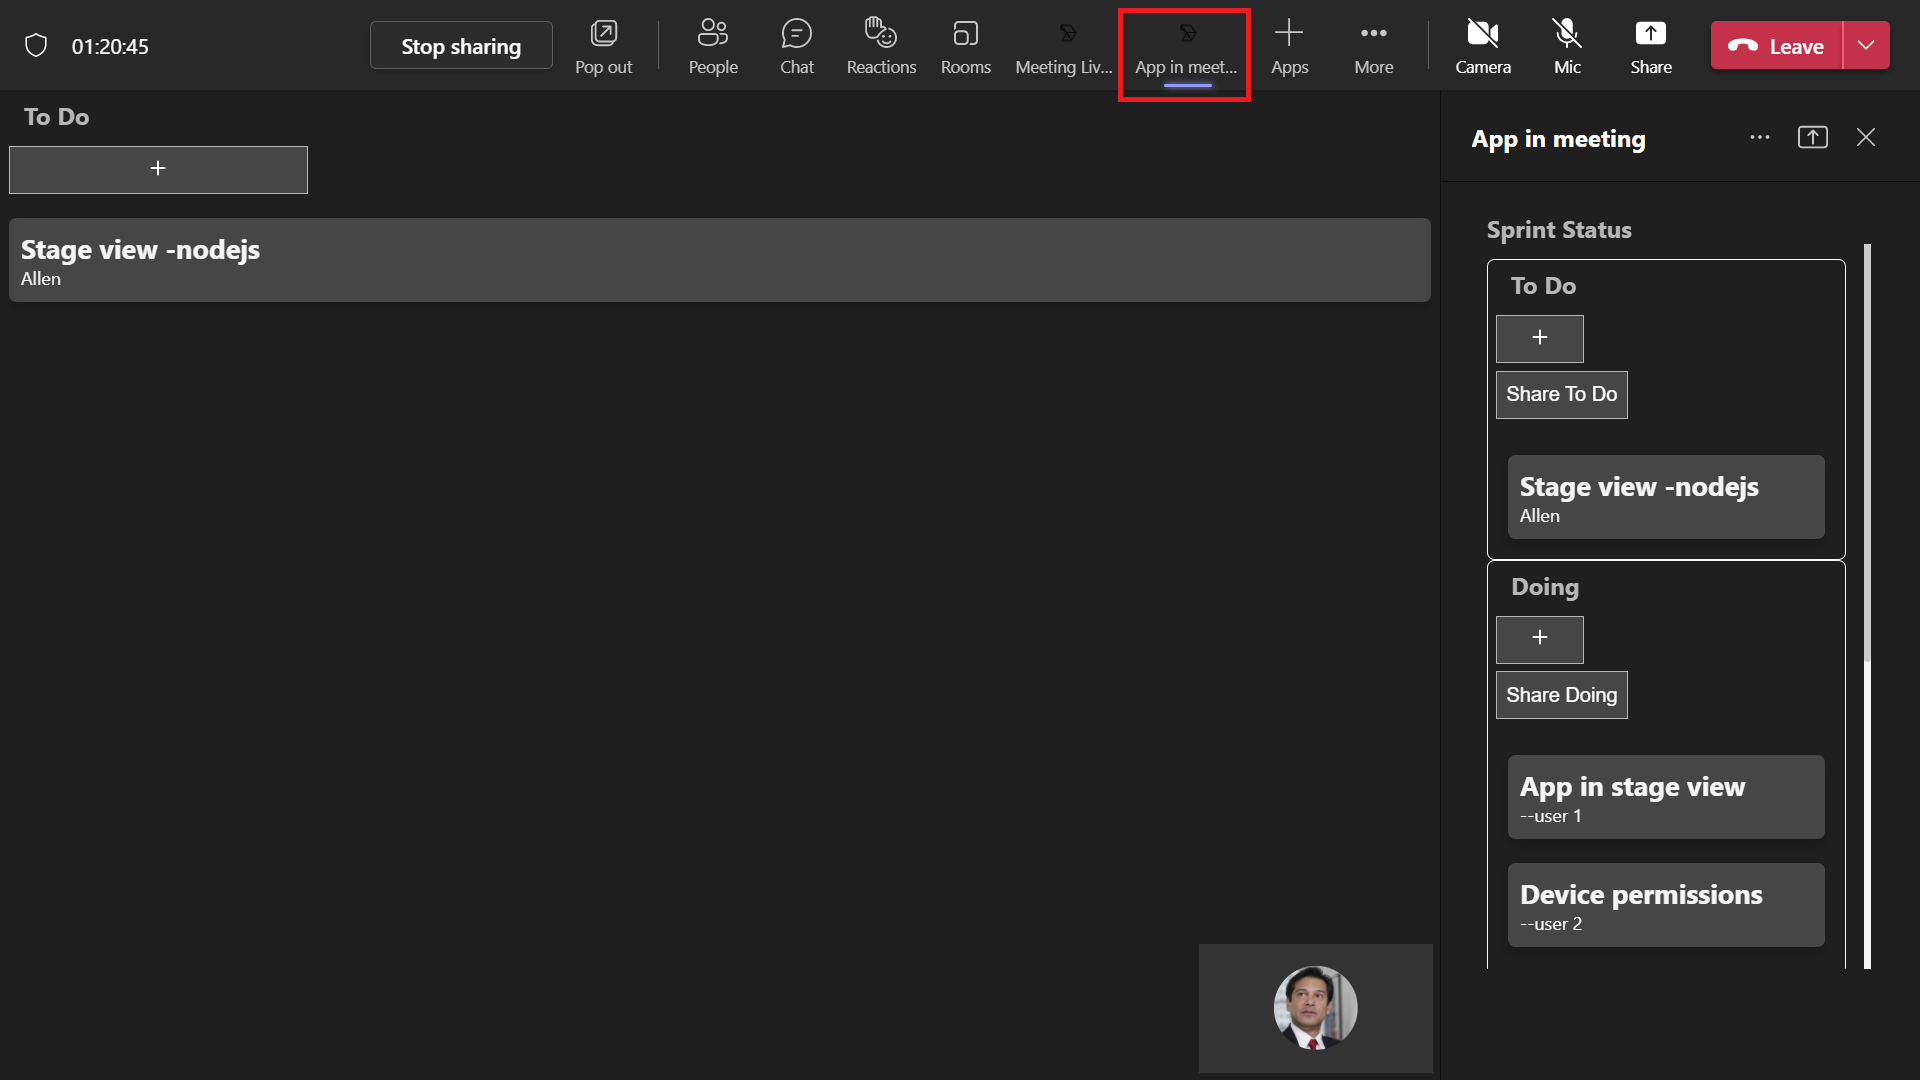 01:20:45
Stop sharing
Pop out
People
Chat
Reactions
Rooms
Meeting Liv...
App in meet...
Apps
More
Camera
Mic
Share
Leave
To Do
+
Stage view -nodejs
Allen
App in meeting
Sprint Status
To Do
+
Share To Do
Stage view -nodejs
Allen
Doing
+
Share Doing
App in stage view
--user 1
Device permissions
--user 2